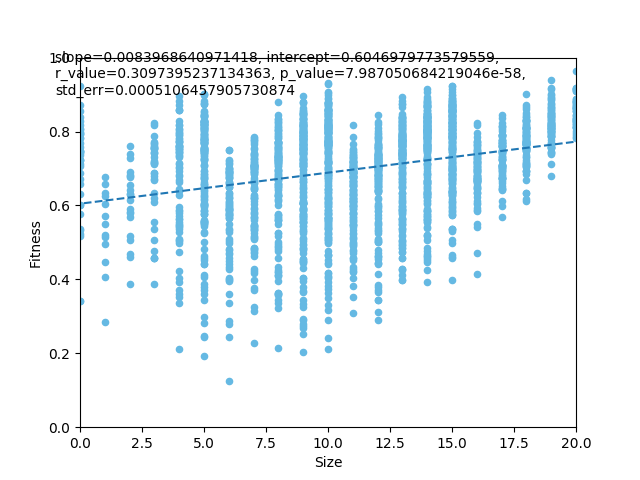 slope=0.0083968640971418, intercept=0.6046979773579559,
r_value=0.3097395237134363, p_value=7.987050684219046e-58,
std_err=0.0005106457905730874
1.0
0.8
0.6
0.4
0.2
0.0
Fitness
0.0 2.5 5.0 7.5 10.0 12.5 15.0 17.5 20.0
Size